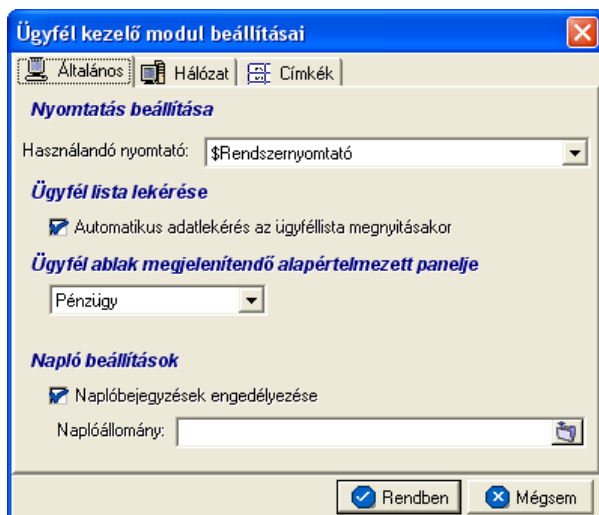 Ügyfél kezelő modul beállításai
Általános Hálózat Címkék
Nyomtatás beállítása
Használandó nyomtató: $Rendszernyomtató
Ügyfél lista lekérése
Automatikus adatlekérés az ügyféllista megnyitásakor
Ügyfél ablak megjelenítendő alapértelmezett panelje
Pénzügy
Napló beállítások
Naplóbejegyzések engedélyezése
Naplóállomány:
Rendben Mégsem